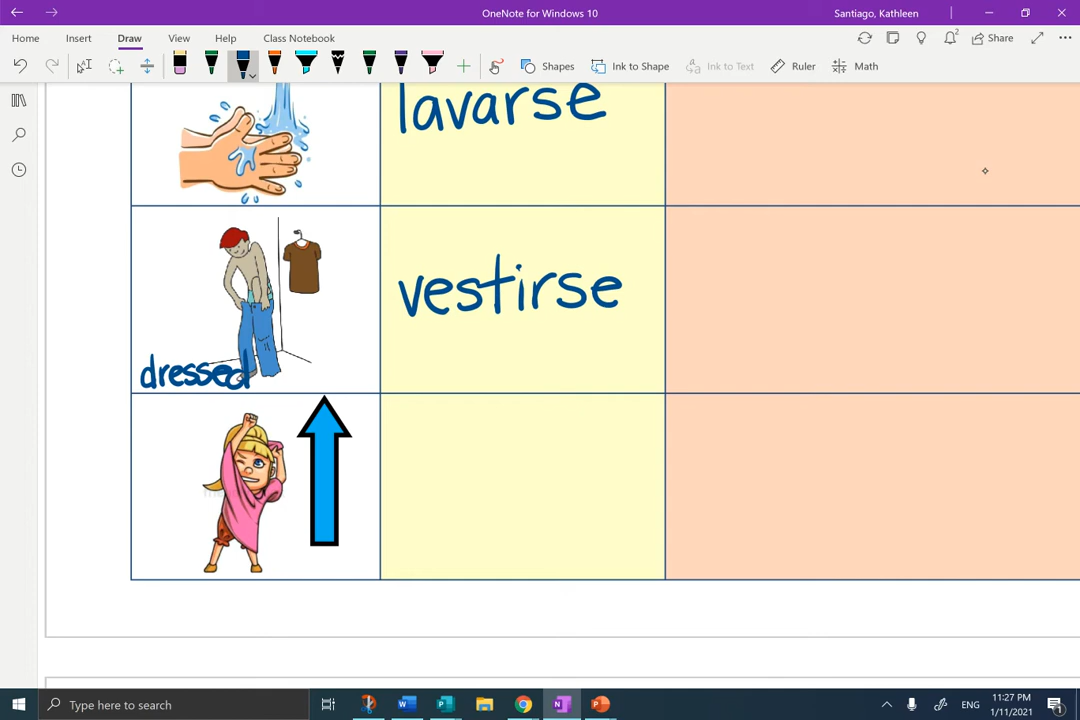 OneNote for Windows 10
Santiago, Kathleen
Home Insert Draw View Help Class Notebook
Share
Shapes Ink to Shape Ink to Text Ruler Math
lavarse
vestirse
dressed
Type here to search
ENG
11:27 PM
1/11/2021